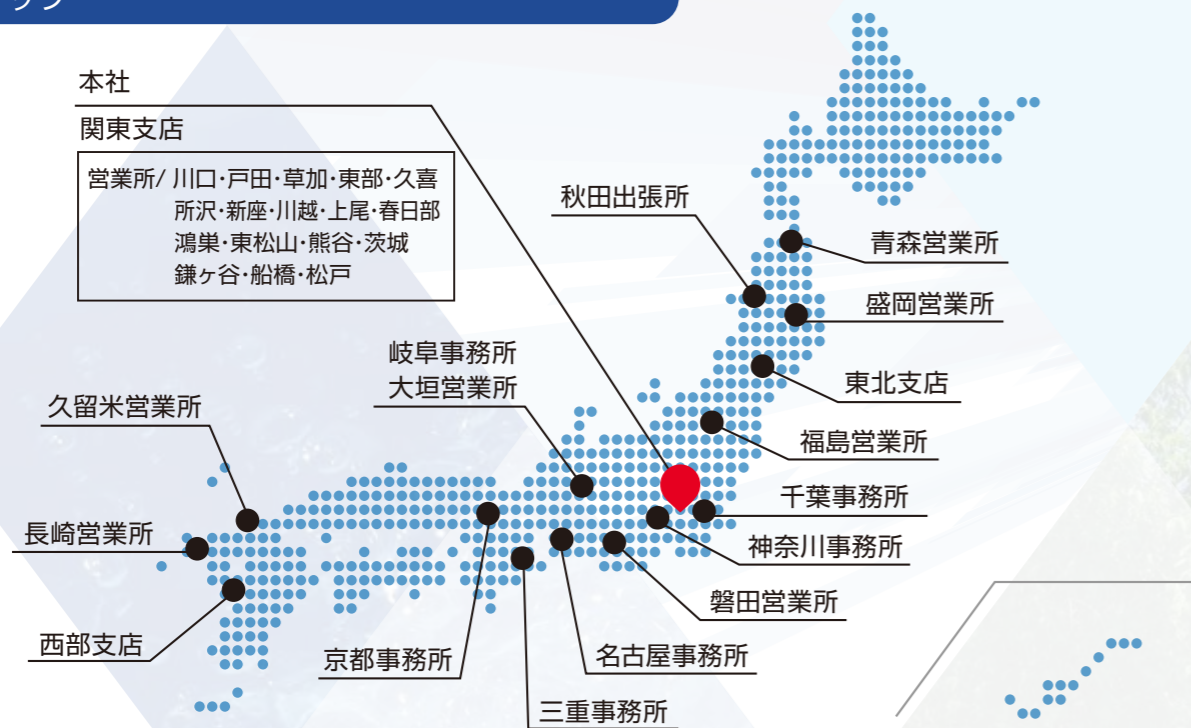 ップ
本社
関東支店
営業所/ 川口・戸田・草加・東部・久喜
所沢・新座・川越・上尾・春日部
鴻巣・東松山・熊谷・茨城
鎌ヶ谷・船橋・松戸
秋田出張所
青森営業所
盛岡営業所
岐阜事務所
大垣営業所
東北支店
久留米営業所
福島営業所
千葉事務所
長崎営業所
神奈川事務所
磐田営業所
西部支店
京都事務所
名古屋事務所
三重事務所